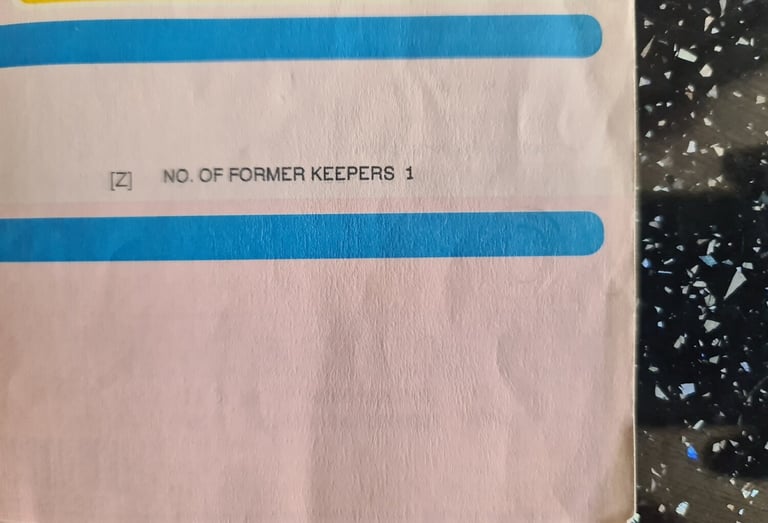 [Z] NO. OF FORMER KEEPERS 1